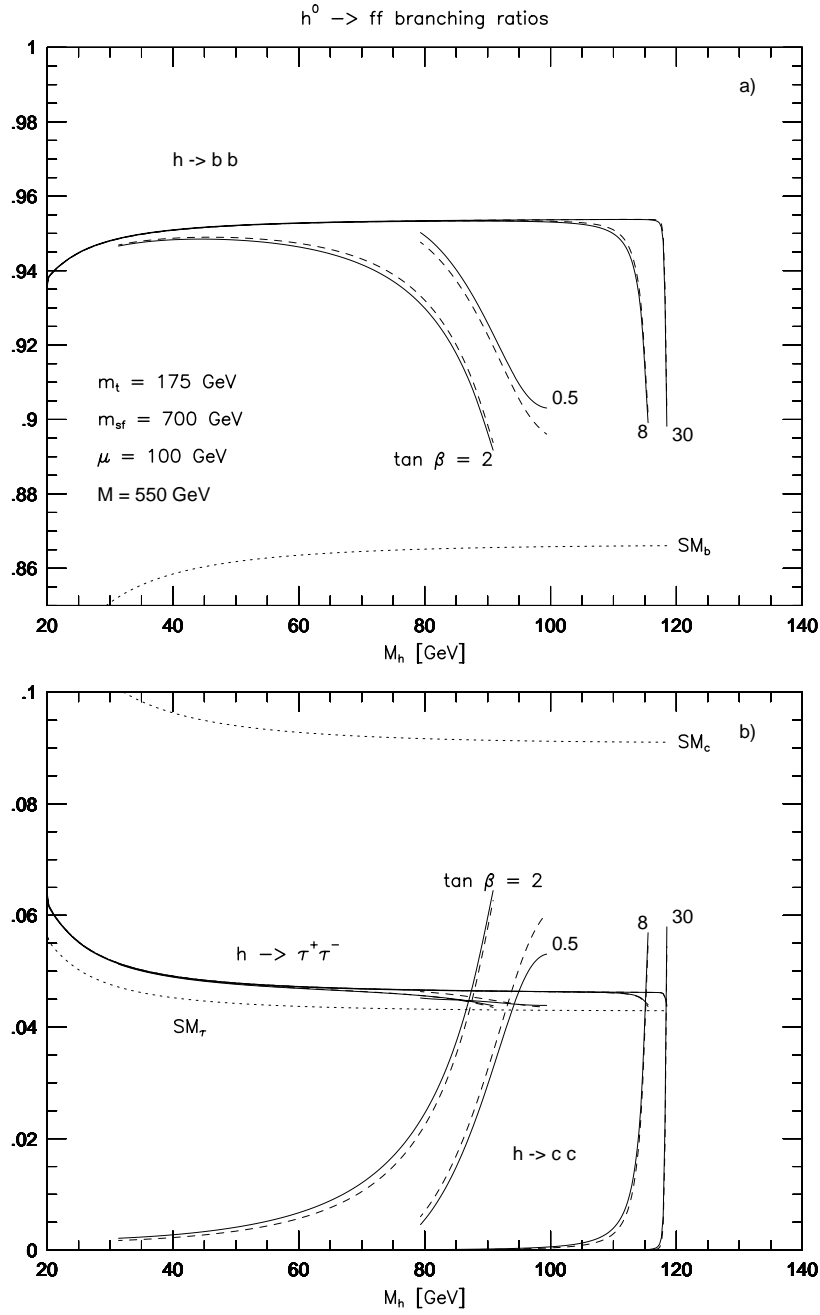 h⁰ -> ff branching ratios
a)
1
.98
.96
.94
.92
.9
.88
.86
h -> b b
m_t = 175 GeV
m_sf = 700 GeV
μ = 100 GeV
M = 550 GeV
0.5
tan β = 2
8
30
SM_b
20 40 60 80 100 120 140
M_h [GeV]
b)
.1
.08
.06
.04
.02
0
SM_c
tan β = 2
8
30
0.5
h -> τ⁺τ⁻
SM_τ
h -> c c
20 40 60 80 100 120 140
M_h [GeV]